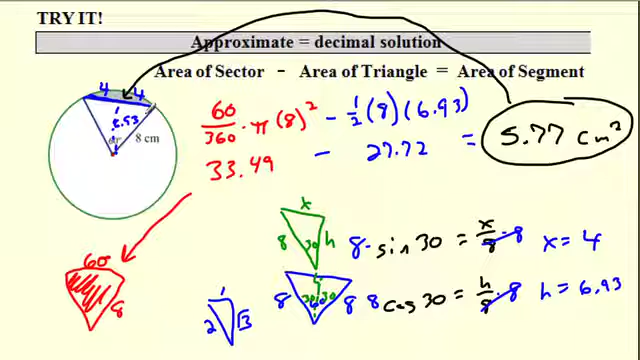 TRY IT!
Approximate = decimal solution
Area of Sector - Area of Triangle = Area of Segment
4 4
6.93
60°
8 cm
60/360 · π (8)² - 1/2 (8)(6.93) = 5.77 cm²
33.49 - 27.72
x
8 30 h
8· sin 30 = x/8 · 8 x = 4
60
8
1
2 √3
8 30 30 8
8 cos 30 = h/8 · 8 h = 6.93